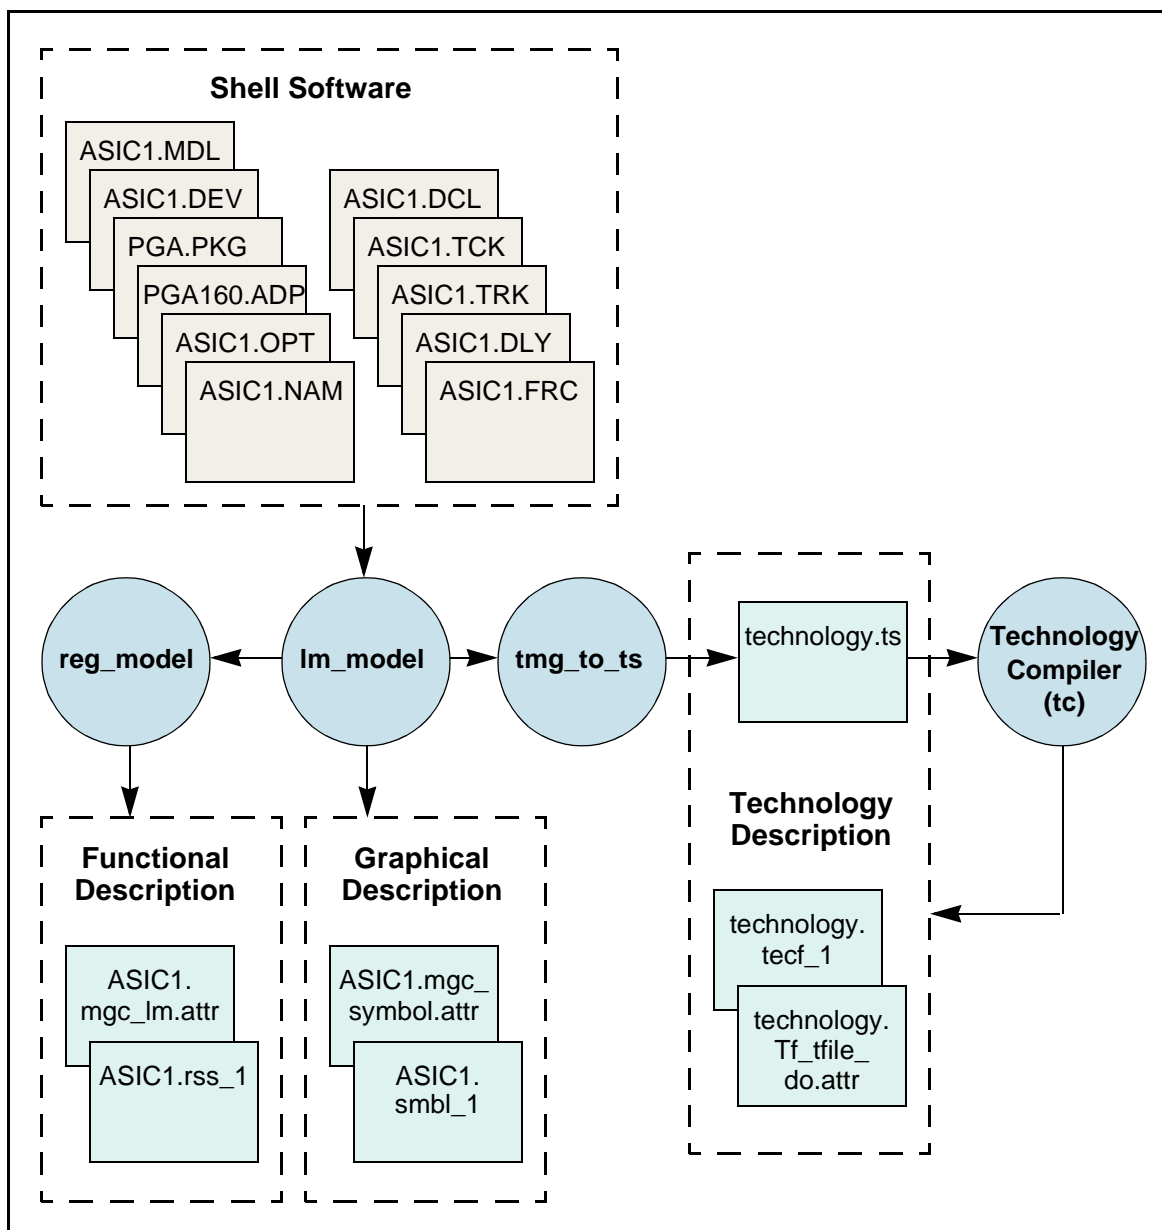 Shell Software
ASIC1.MDL
ASIC1.DEV
PGA.PKG
PGA160.ADP
ASIC1.OPT
ASIC1.NAM
ASIC1.DCL
ASIC1.TCK
ASIC1.TRK
ASIC1.DLY
ASIC1.FRC
reg_model
lm_model
tmg_to_ts
technology.ts
Technology
Compiler
(tc)
Functional
Description
ASIC1.
mgc_lm.attr
ASIC1.rss_1
Graphical
Description
ASIC1.mgc_
symbol.attr
ASIC1.
smbl_1
Technology
Description
technology.
tecf_1
technology.
Tf_tfile_
do.attr